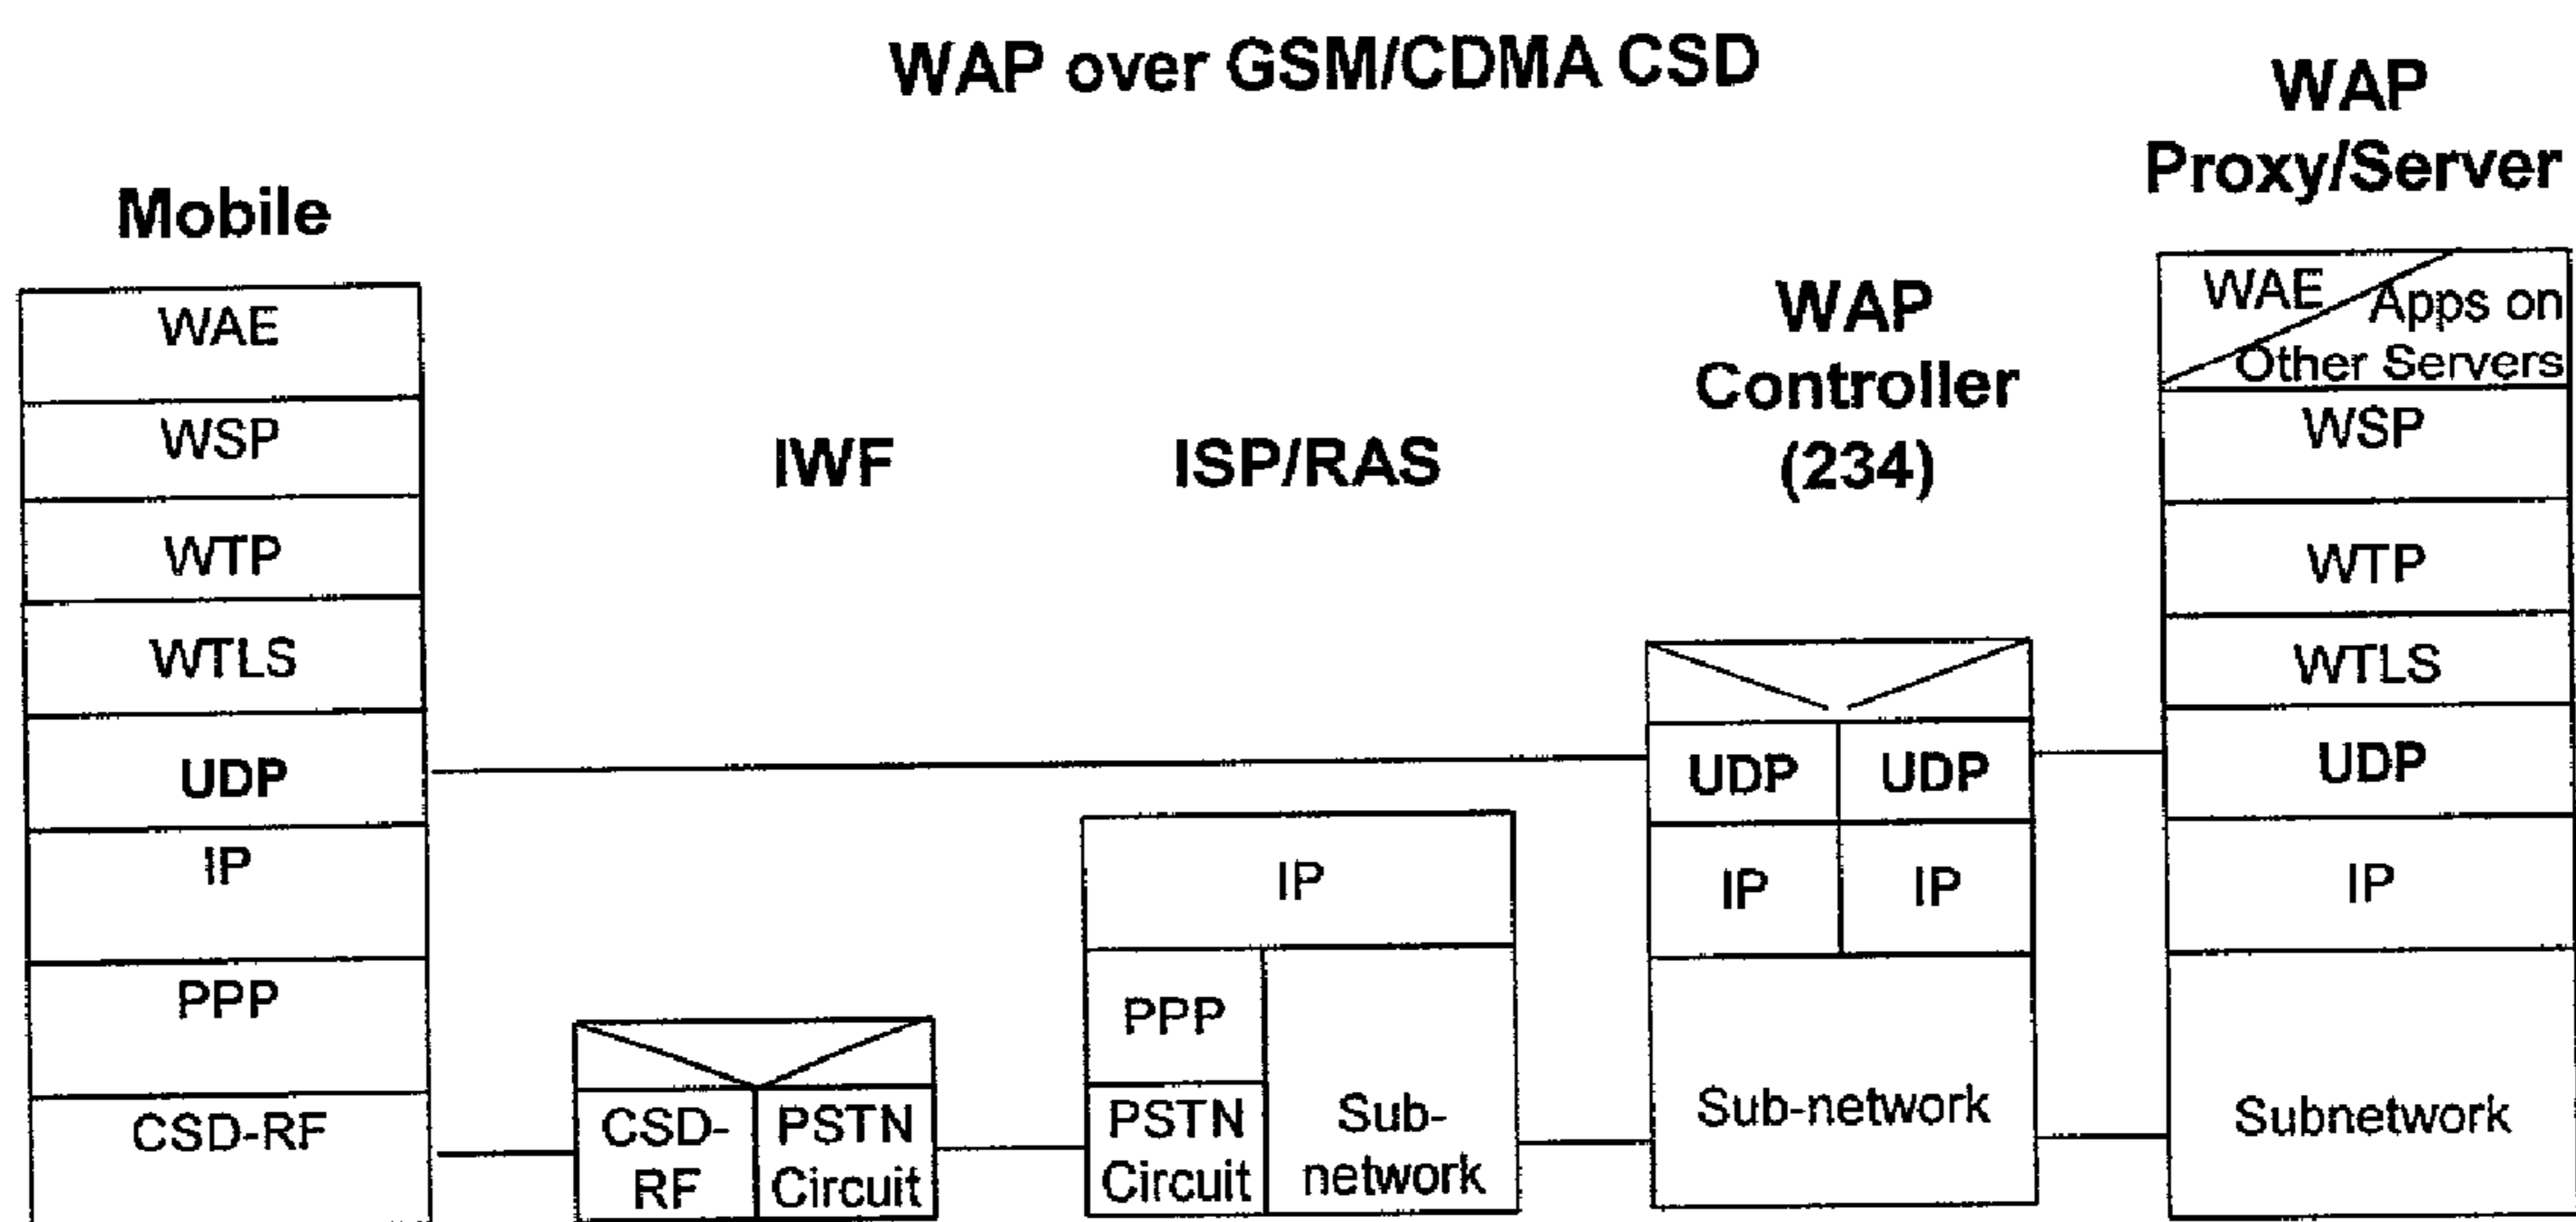 WAP over GSM/CDMA CSD
Mobile
WAE
WSP
WTP
WTLS
UDP
IP
PPP
CSD-RF
IWF
CSD-
RF
PSTN
Circuit
ISP/RAS
IP
PPP
PSTN
Circuit
Sub-
network
WAP
Controller
(234)
UDP
UDP
IP
IP
Sub-network
WAP
Proxy/Server
WAE
Apps on
Other Servers
WSP
WTP
WTLS
UDP
IP
Subnetwork